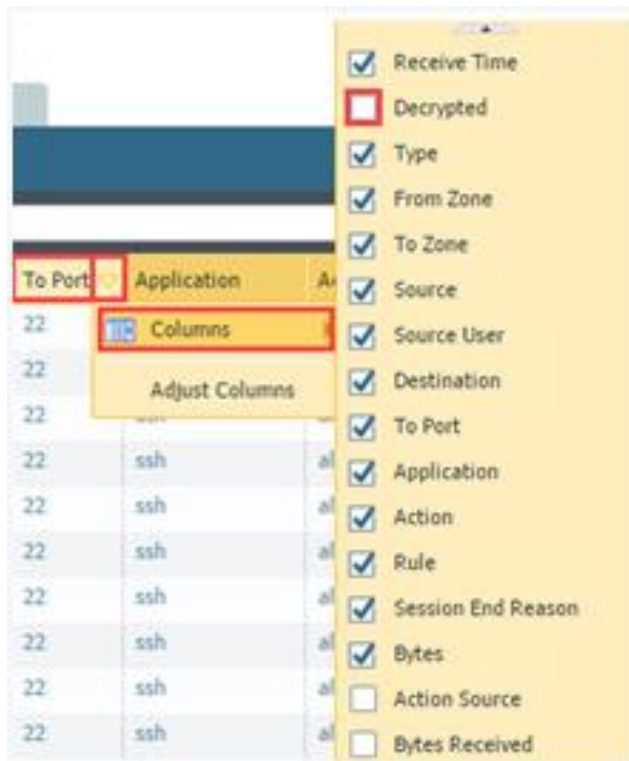 Receive Time
Decrypted
Type
From Zone
To Zone
To Port Application
Source
22 Columns
Source User
22
Adjust Columns
Destination
22
To Port
22 ssh
Application
22 ssh
Action
22 ssh
Rule
22 ssh
Session End Reason
22 ssh
Bytes
22 ssh
Action Source
22 ssh
Bytes Received